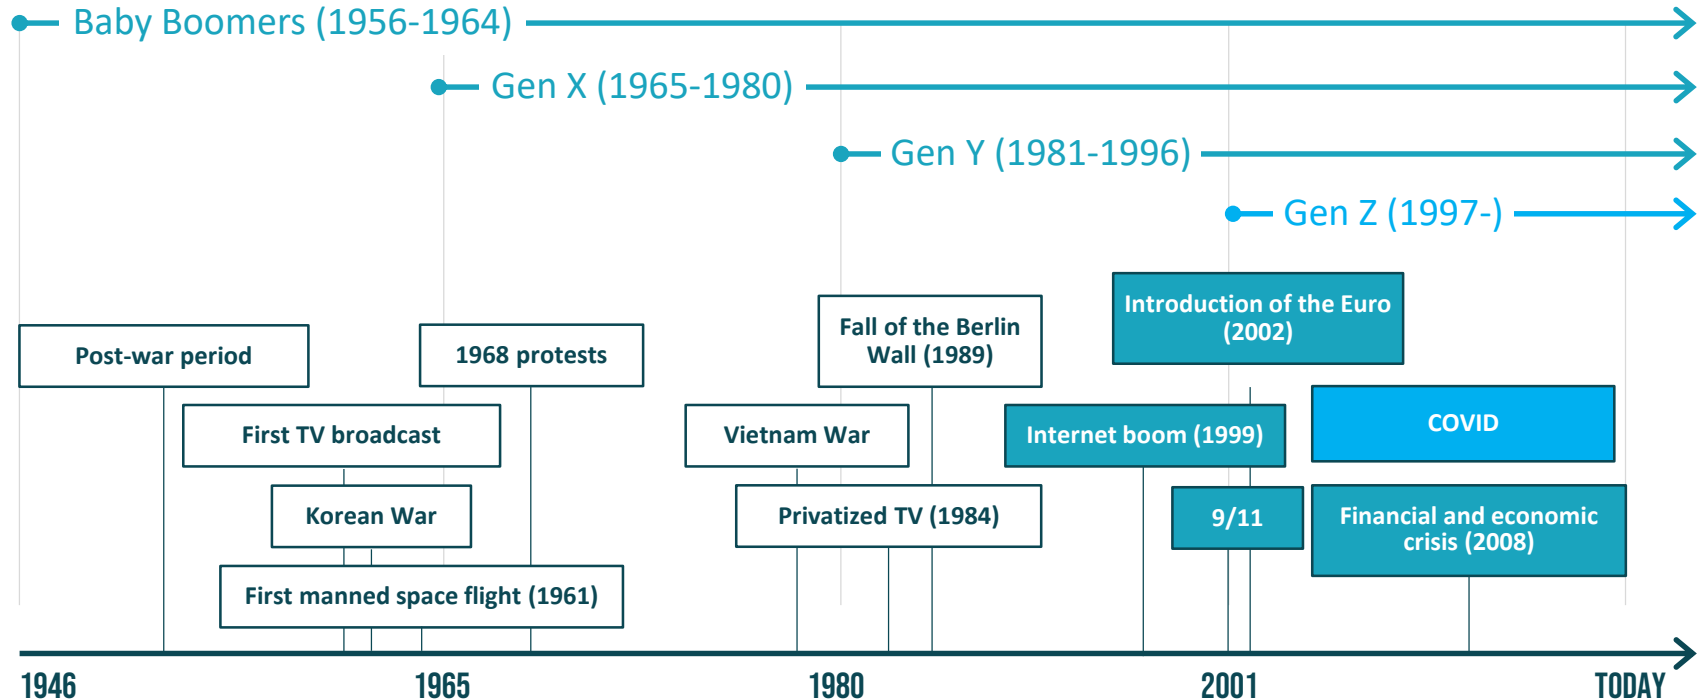 Baby Boomers (1956-1964)
Gen X (1965-1980)
Gen Y (1981-1996)
Gen Z (1997-)
Introduction of the Euro
(2002)
Fall of the Berlin
Wall (1989)
Post-war period
1968 protests
COVID
First TV broadcast
Vietnam War
Internet boom (1999)
Korean War
Privatized TV (1984)
9/11
Financial and economic
crisis (2008)
First manned space flight (1961)
1946
1965
1980
2001
TODAY